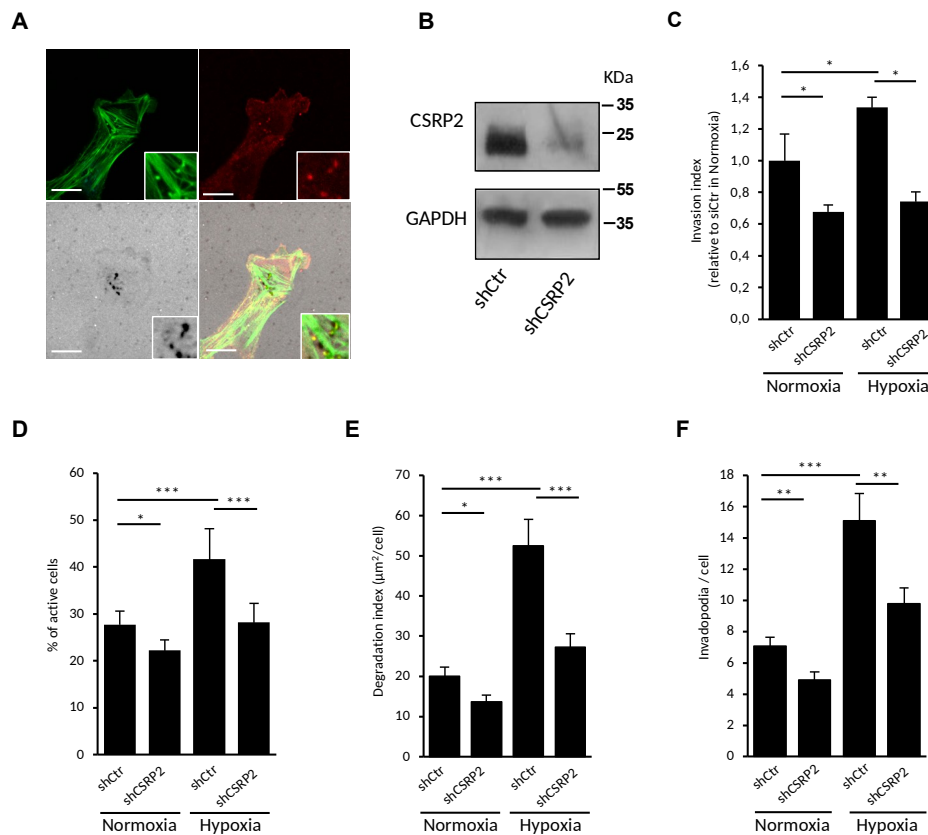 A
B
KDa
CSRP2
35
25
GAPDH
55
35
shCtr
shCSRP2
C
Invasion index
(relative to siCtr in Normoxia)
1,6
1,4
1,2
1,0
0,8
0,6
0,4
0,2
0,0
*
*
*
shCtr
shCSRP2
shCtr
shCSRP2
Normoxia
Hypoxia
D
% of active cells
60
50
40
30
20
10
0
***
*
***
shCtr
shCSRP2
shCtr
shCSRP2
Normoxia
Hypoxia
E
Degradation index (µm²/cell)
70
60
50
40
30
20
10
0
***
*
***
shCtr
shCSRP2
shCtr
shCSRP2
Normoxia
Hypoxia
F
Invadopodia / cell
18
16
14
12
10
8
6
4
2
0
***
**
**
shCtr
shCSRP2
shCtr
shCSRP2
Normoxia
Hypoxia